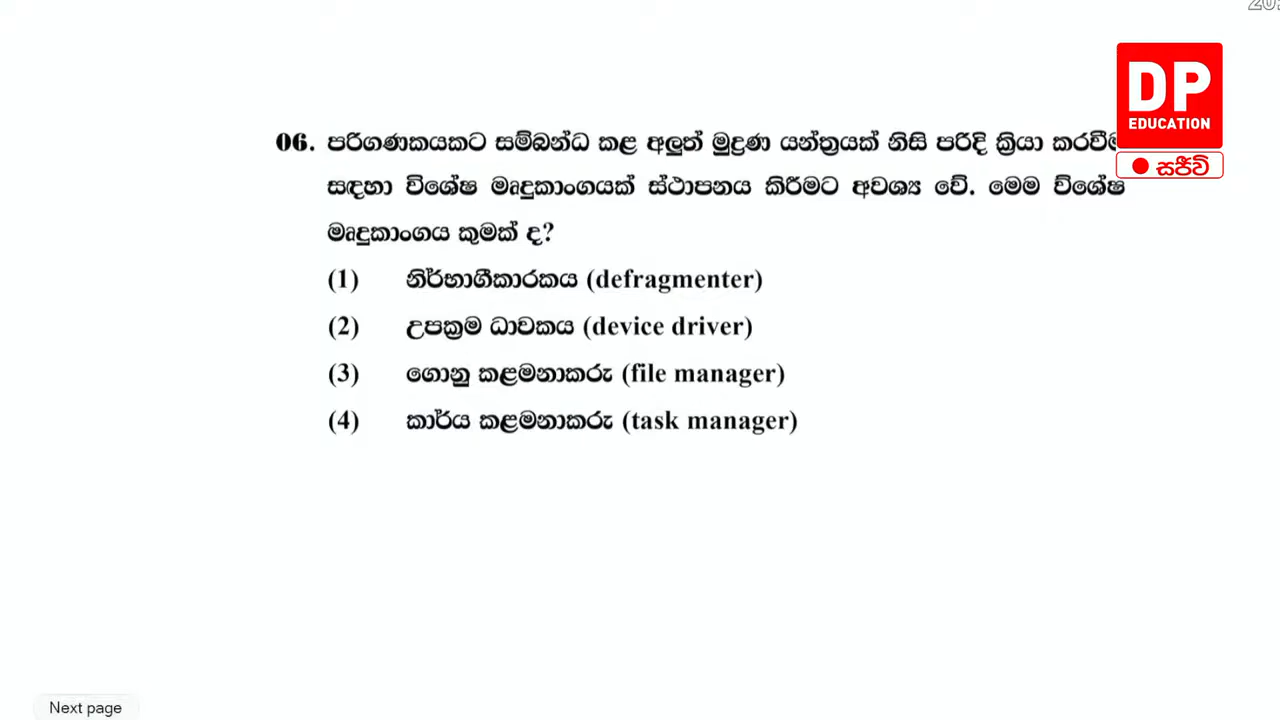 DP
EDUCATION
සජීවි
06. පරිගණකයකට සම්බන්ධ කළ අලුත් මුද්‍රණ යන්ත්‍රයක් නිසි පරිදි ක්‍රියා
සඳහා විශේෂ මෘදුකාංගයක් ස්ථාපනය කිරීමට අවශ්‍ය වේ. මෙම විශේෂ
මෘදුකාංගය කුමක් ද?
(1) නිර්භාගීකාරකය (defragmenter)
(2) උපක්‍රම ධාවකය (device driver)
(3) ගොනු කළමනාකරු (file manager)
(4) කාර්ය කළමනාකරු (task manager)
Next page